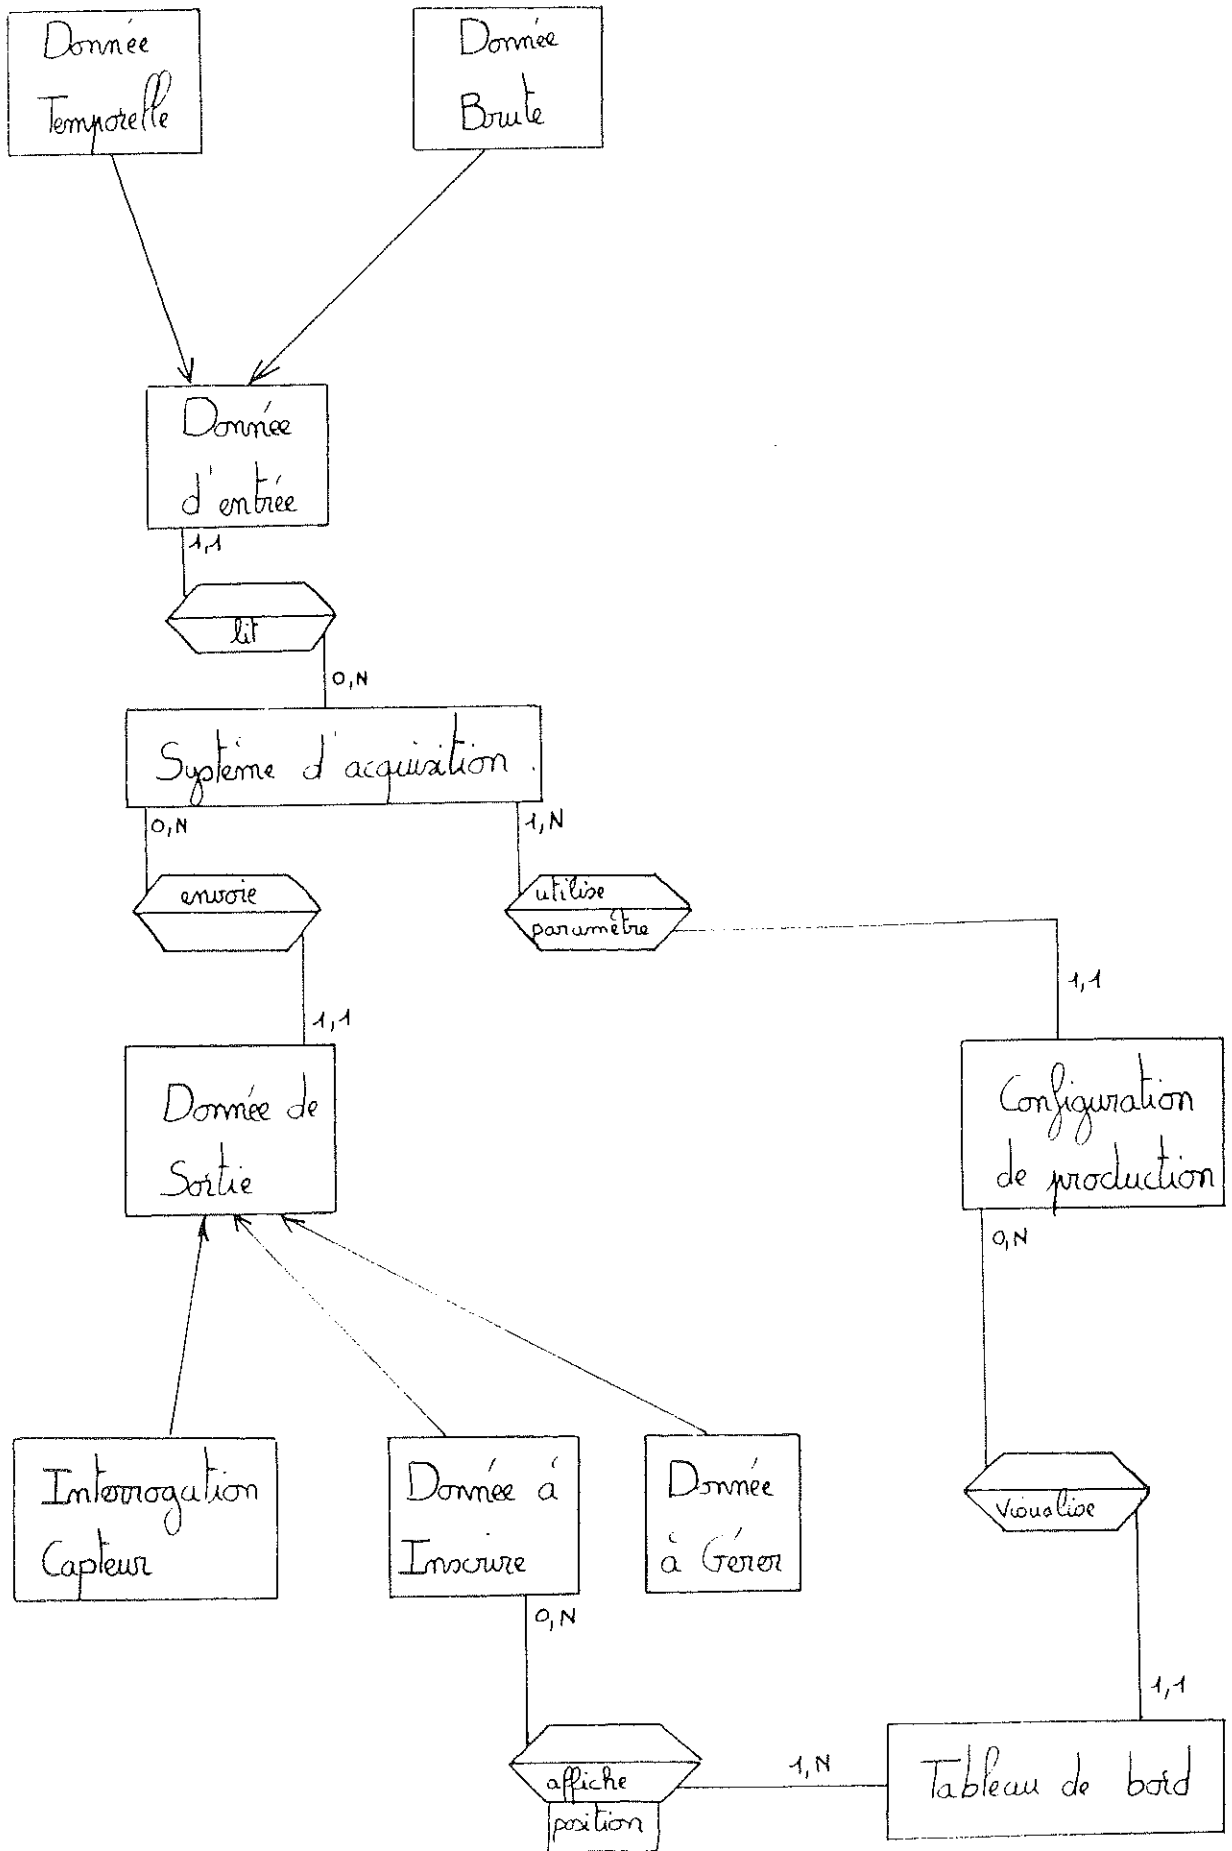 Donnée
Temporelle
Donnée
Brute
Donnée
d'entrée
1,1
lit
0,N
Système d'acquisition.
0,N
1,N
envoie
utilise
paramètre
1,1
1,1
Donnée de
Sortie
Configuration
de production
0,N
Interrogation
Capteur
Donnée à
Inscrire
Donnée
à Gérer
Visualise
0,N
1,1
affiche
position
1,N
Tableau de bord